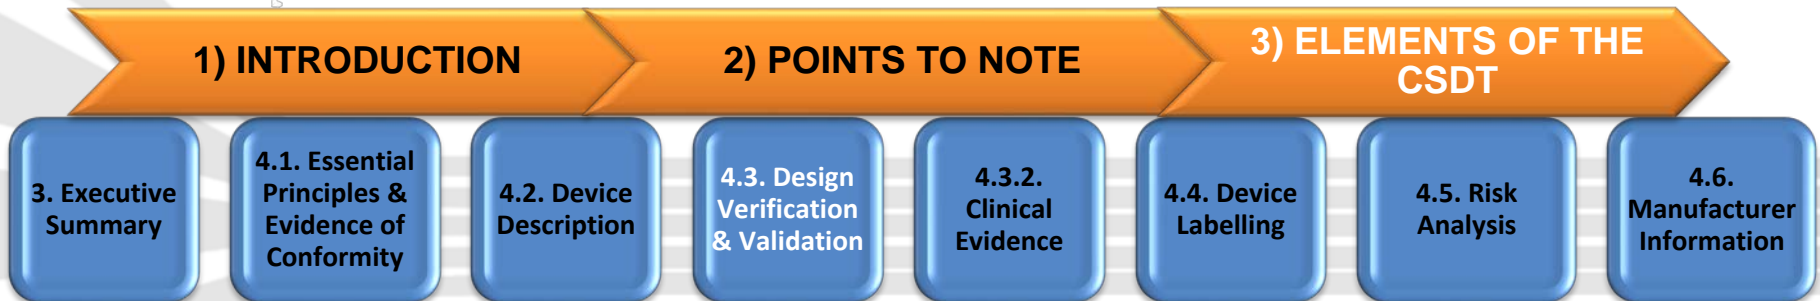 1) INTRODUCTION
2) POINTS TO NOTE
3) ELEMENTS OF THE
CSDT
3. Executive
Summary
4.1. Essential
Principles &
Evidence of
Conformity
4.2. Device
Description
4.3. Design
Verification
& Validation
4.3.2.
Clinical
Evidence
4.4. Device
Labelling
4.5. Risk
Analysis
4.6.
Manufacturer
Information